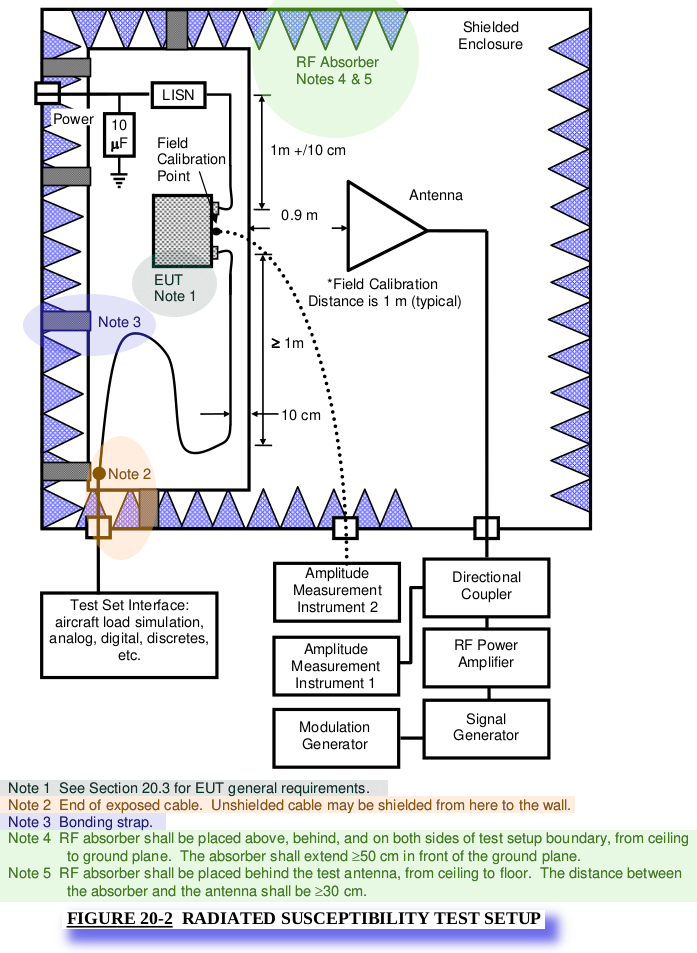 Shielded
Enclosure
RF Absorber
Notes 4 & 5
LISN
Power
10
µF
Field
Calibration
Point
1m +/10 cm
Antenna
0.9 m
EUT
Note 1
*Field Calibration
Distance is 1 m (typical)
Note 3
≥ 1m
10 cm
Note 2
Amplitude
Measurement
Instrument 2
Directional
Coupler
Test Set Interface:
aircraft load simulation,
analog, digital, discretes,
etc.
Amplitude
Measurement
Instrument 1
RF Power
Amplifier
Modulation
Generator
Signal
Generator
Note 1 See Section 20.3 for EUT general requirements.
Note 2 End of exposed cable. Unshielded cable may be shielded from here to the wall.
Note 3 Bonding strap.
Note 4 RF absorber shall be placed above, behind, and on both sides of test setup boundary, from ceiling
to ground plane. The absorber shall extend ≥50 cm in front of the ground plane.
Note 5 RF absorber shall be placed behind the test antenna, from ceiling to floor. The distance between
the absorber and the antenna shall be ≥30 cm.
FIGURE 20-2 RADIATED SUSCEPTIBILITY TEST SETUP